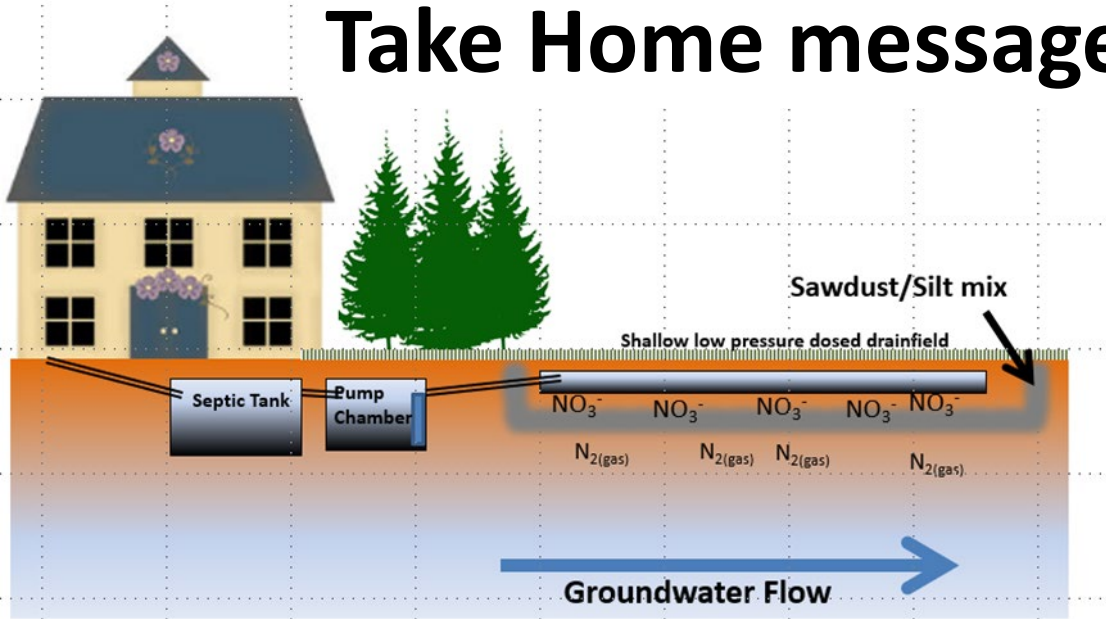 Take Home message
Sawdust/Silt mix
Shallow low pressure dosed drainfield
Septic Tank
Pump
Chamber
NO₃⁻ NO₃⁻ NO₃⁻ NO₃⁻ NO₃⁻
N₂(gas) N₂(gas) N₂(gas) N₂(gas)
Groundwater Flow